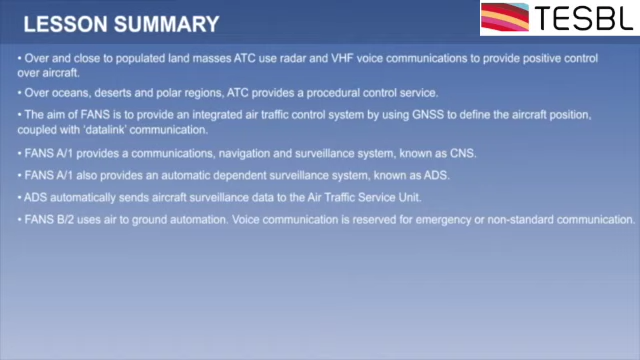 LESSON SUMMARY
TESBL
• Over and close to populated land masses ATC use radar and VHF voice communications to provide positive control
over aircraft.
• Over oceans, deserts and polar regions, ATC provides a procedural control service.
• The aim of FANS is to provide an integrated air traffic control system by using GNSS to define the aircraft position,
coupled with ‘datalink’ communication.
• FANS A/1 provides a communications, navigation and surveillance system, known as CNS.
• FANS A/1 also provides an automatic dependent surveillance system, known as ADS.
• ADS automatically sends aircraft surveillance data to the Air Traffic Service Unit.
• FANS B/2 uses air to ground automation. Voice communication is reserved for emergency or non-standard communication.